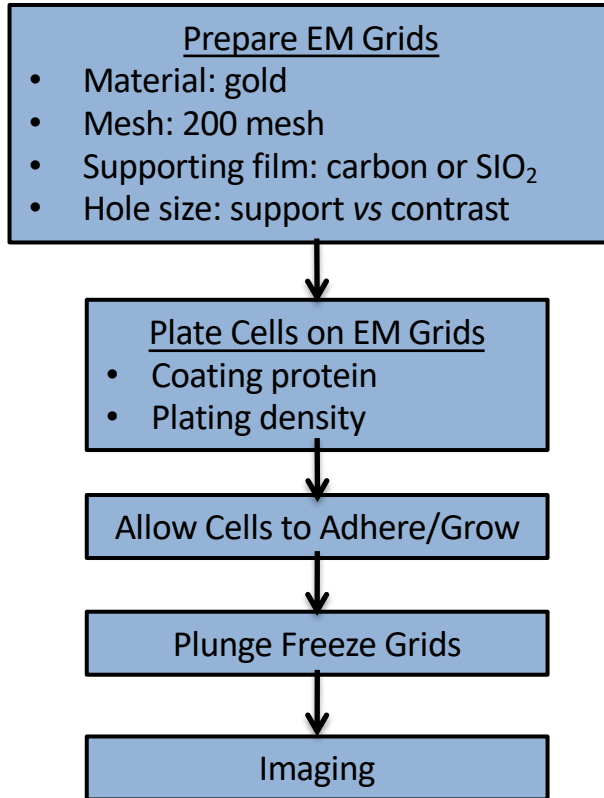 Prepare EM Grids
• Material: gold
• Mesh: 200 mesh
• Supporting film: carbon or SIO₂
• Hole size: support vs contrast
Plate Cells on EM Grids
• Coating protein
• Plating density
Allow Cells to Adhere/Grow
Plunge Freeze Grids
Imaging